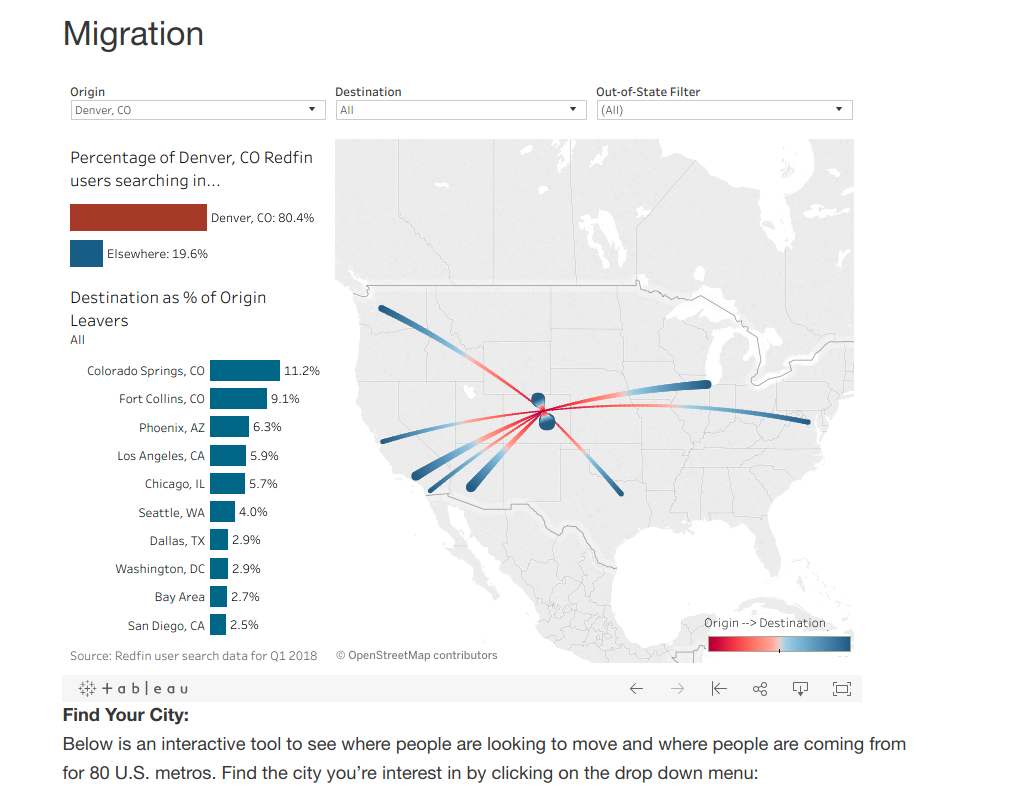 Migration
Origin
Destination
Out-of-State Filter
Denver, CO
All
(All)
Percentage of Denver, CO Redfin
users searching in...
Denver, CO: 80.4%
Elsewhere: 19.6%
Destination as % of Origin
Leavers
All
Colorado Springs, CO 11.2%
Fort Collins, CO 9.1%
Phoenix, AZ 6.3%
Los Angeles, CA 5.9%
Chicago, IL 5.7%
Seattle, WA 4.0%
Dallas, TX 2.9%
Washington, DC 2.9%
Bay Area 2.7%
San Diego, CA 2.5%
Origin --> Destination
Source: Redfin user search data for Q1 2018
© OpenStreetMap contributors
+ableau
Find Your City:
Below is an interactive tool to see where people are looking to move and where people are coming from
for 80 U.S. metros. Find the city you’re interest in by clicking on the drop down menu: